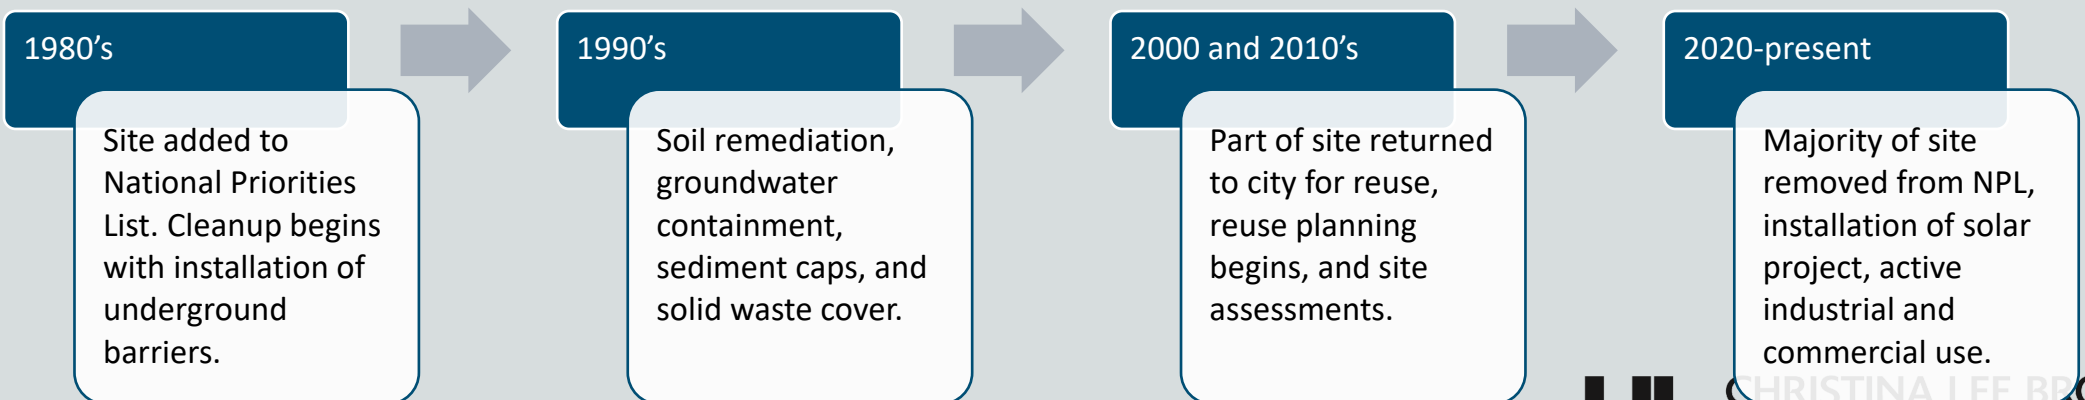 1980’s
Site added to
National Priorities
List. Cleanup begins
with installation of
underground
barriers.
1990’s
Soil remediation,
groundwater
containment,
sediment caps, and
solid waste cover.
2000 and 2010’s
Part of site returned
to city for reuse,
reuse planning
begins, and site
assessments.
2020-present
Majority of site
removed from NPL,
installation of solar
project, active
industrial and
commercial use.
CHRISTINA LEE